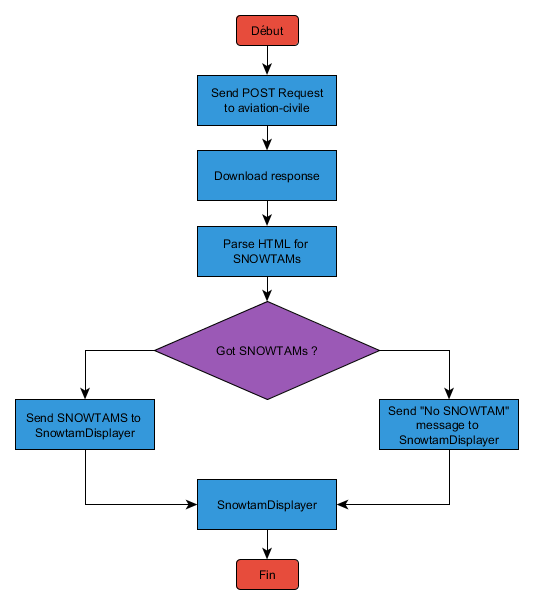 Début
Send POST Request
to aviation-civile
Download response
Parse HTML for
SNOWTAMs
Got SNOWTAMs ?
Send SNOWTAMS to
SnowtamDisplayer
Send "No SNOWTAM"
message to
SnowtamDisplayer
SnowtamDisplayer
Fin